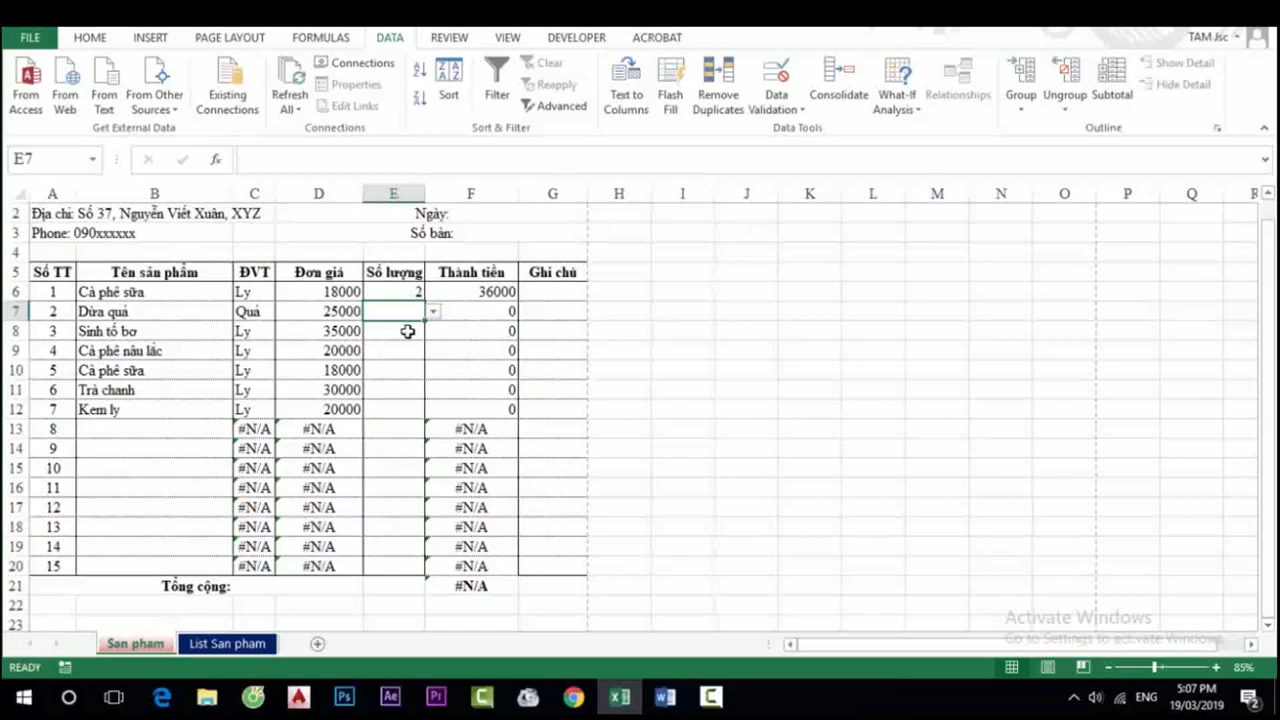 FILE HOME INSERT PAGE LAYOUT FORMULAS DATA REVIEW VIEW DEVELOPER ACROBAT TAM Jsc
Connections Clear Show Detail
Properties Reapply Hide Detail
Edit Links Advanced
From Access From Web From Text From Other Sources Existing Connections Refresh All Sort Filter Text to Columns Flash Fill Remove Duplicates Data Validation Consolidate What-If Analysis Relationships Group Ungroup Subtotal
Get External Data Connections Sort & Filter Data Tools Outline
E7 fx
A B C D E F G H I J K L M N O P Q R
2 Địa chỉ: Số 37, Nguyễn Viết Xuân, XYZ Ngày:
3 Phone: 090xxxxxx Số bàn:
4
5 Số TT Tên sản phẩm ĐVT Đơn giá Số lượng Thành tiền Ghi chú
6 1 Cà phê sữa Ly 18000 2 36000
7 2 Dừa quả Quả 25000 0
8 3 Sinh tố bơ Ly 35000 0
9 4 Cà phê nâu lắc Ly 20000 0
10 5 Cà phê sữa Ly 18000 0
11 6 Trà chanh Ly 30000 0
12 7 Kem ly Ly 20000 0
13 8 #N/A #N/A #N/A
14 9 #N/A #N/A #N/A
15 10 #N/A #N/A #N/A
16 11 #N/A #N/A #N/A
17 12 #N/A #N/A #N/A
18 13 #N/A #N/A #N/A
19 14 #N/A #N/A #N/A
20 15 #N/A #N/A #N/A
21 Tổng cộng: #N/A
22
23
Activate Windows
Go to Settings to activate Windows.
San pham List San pham
READY 85%
Ps Ae Pr
ENG 5:07 PM
19/03/2019 2